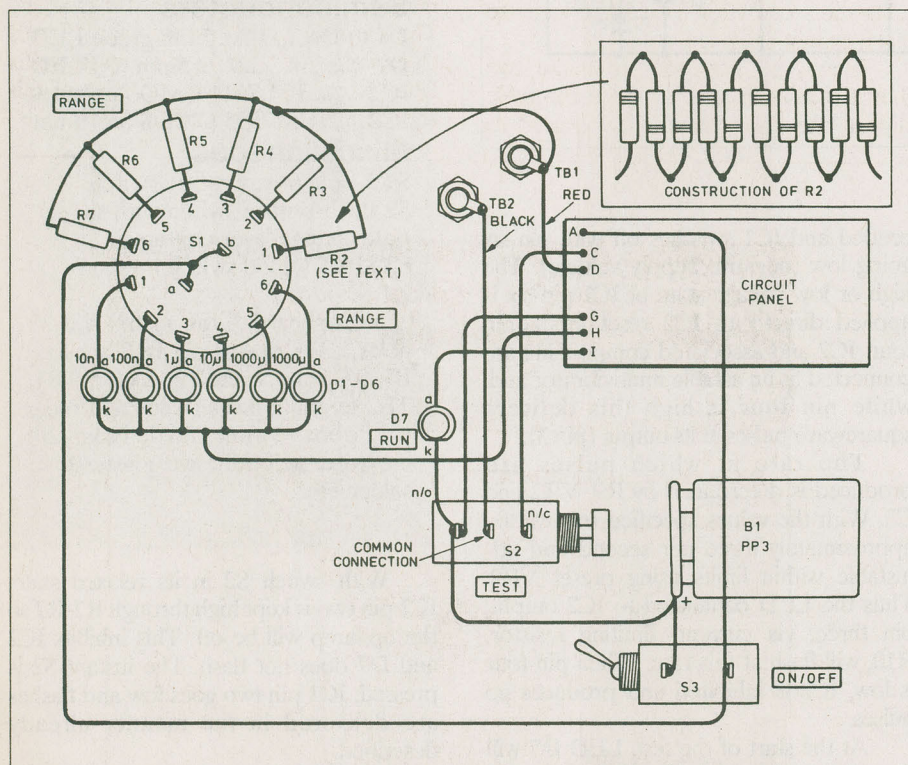 RANGE
R7
R6
R5
R4
R3
R2
(SEE TEXT)
6
5
4
3
2
1
S1
a
b
1
2
3
4
5
6
RANGE
10n
100n
1µ
10µ
1000µ
1000µ
a
a
a
a
a
a
k
k
k
k
k
k
D1-D6
TB1
RED
TB2
BLACK
CONSTRUCTION OF R2
A
C
D
G
H
I
CIRCUIT
PANEL
a
D7
RUN
k
n/o
n/c
S2
COMMON
CONNECTION
TEST
B1
PP3
- +
S3
ON/OFF